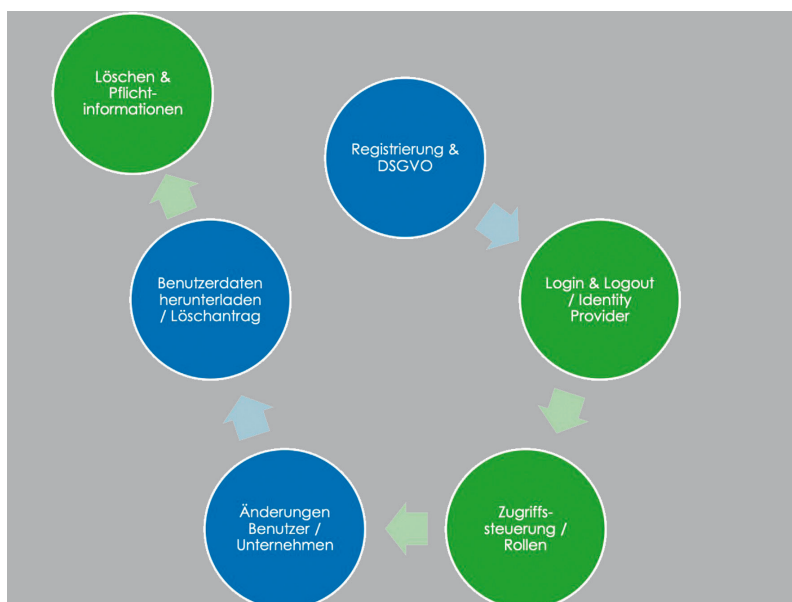 Löschen &
Pflicht-
informationen
Registrierung &
DSGVO
Login & Logout
/ Identity
Provider
Zugriffs-
steuerung /
Rollen
Änderungen
Benutzer /
Unternehmen
Benutzerdaten
herunterladen
/ Löschantrag